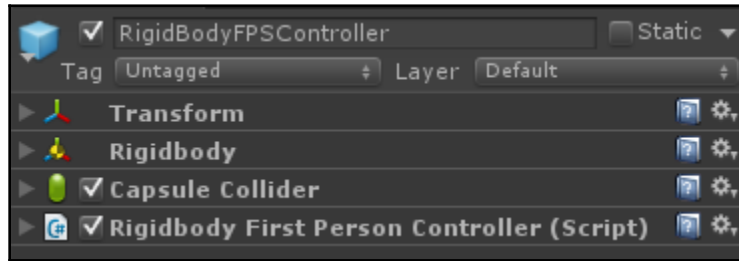 RigidBodyFPSController Static
Tag Untagged Layer Default
Transform
Rigidbody
Capsule Collider
Rigidbody First Person Controller (Script)